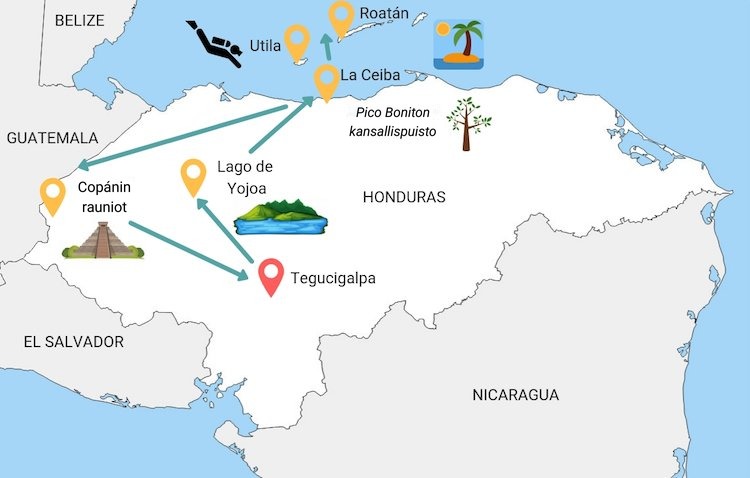 BELIZE
Roatán
Utila
La Ceiba
Pico Boniton
kansallispuisto
GUATEMALA
Lago de
Yojoa
Copánin
rauniot
HONDURAS
Tegucigalpa
EL SALVADOR
NICARAGUA